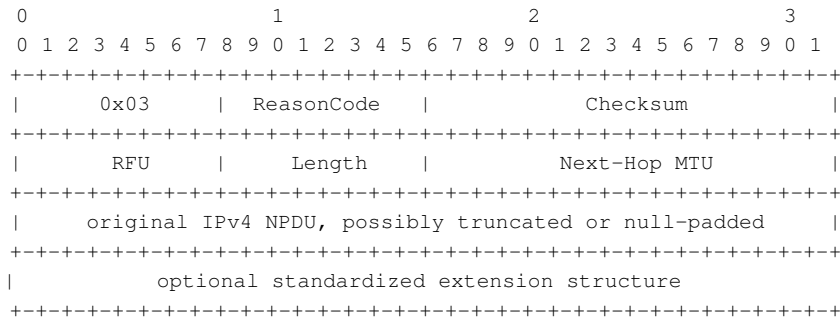 0                   1                   2                   3
0 1 2 3 4 5 6 7 8 9 0 1 2 3 4 5 6 7 8 9 0 1 2 3 4 5 6 7 8 9 0 1
+-+-+-+-+-+-+-+-+-+-+-+-+-+-+-+-+-+-+-+-+-+-+-+-+-+-+-+-+-+-+-+-+
|      0x03     |  ReasonCode   |            Checksum           |
+-+-+-+-+-+-+-+-+-+-+-+-+-+-+-+-+-+-+-+-+-+-+-+-+-+-+-+-+-+-+-+-+
|      RFU      |     Length    |          Next-Hop MTU         |
+-+-+-+-+-+-+-+-+-+-+-+-+-+-+-+-+-+-+-+-+-+-+-+-+-+-+-+-+-+-+-+-+
|     original IPv4 NPDU, possibly truncated or null-padded     |
+-+-+-+-+-+-+-+-+-+-+-+-+-+-+-+-+-+-+-+-+-+-+-+-+-+-+-+-+-+-+-+-+
|           optional standardized extension structure
+-+-+-+-+-+-+-+-+-+-+-+-+-+-+-+-+-+-+-+-+-+-+-+-+-+-+-+-+-+-+-+-+